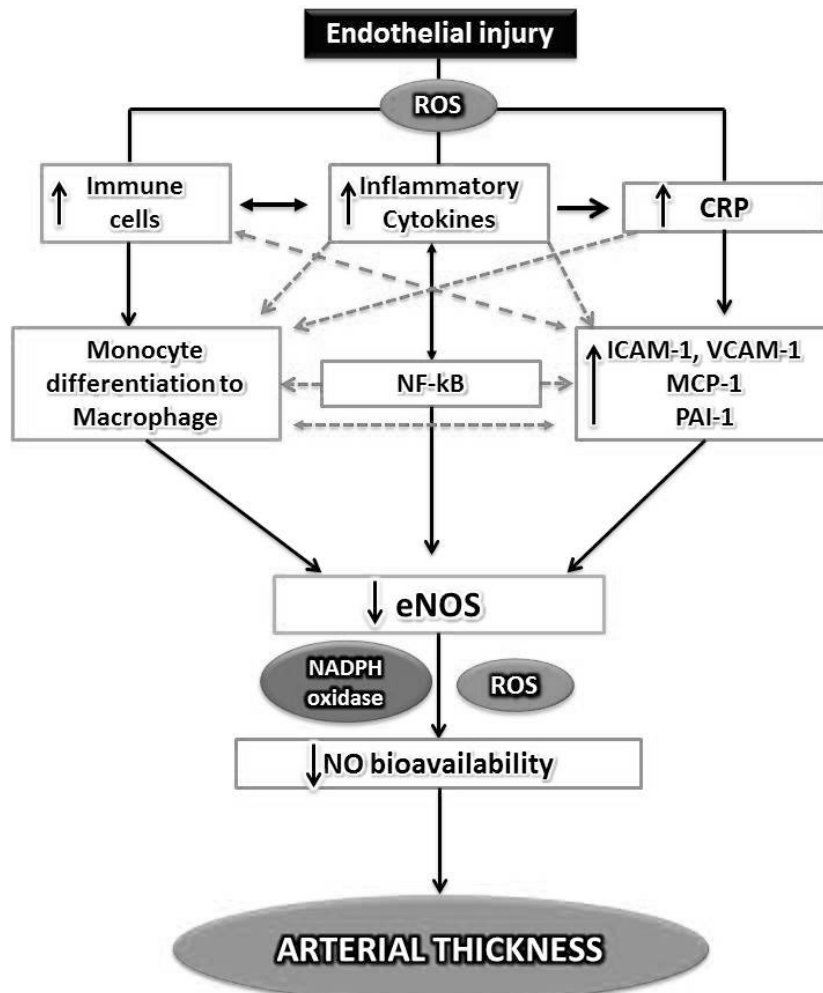 Endothelial injury
ROS
Immune
cells
Inflammatory
Cytokines
CRP
Monocyte
differentiation to
Macrophage
NF-kB
ICAM-1, VCAM-1
MCP-1
PAI-1
eNOS
NADPH
oxidase
ROS
NO bioavailability
ARTERIAL THICKNESS